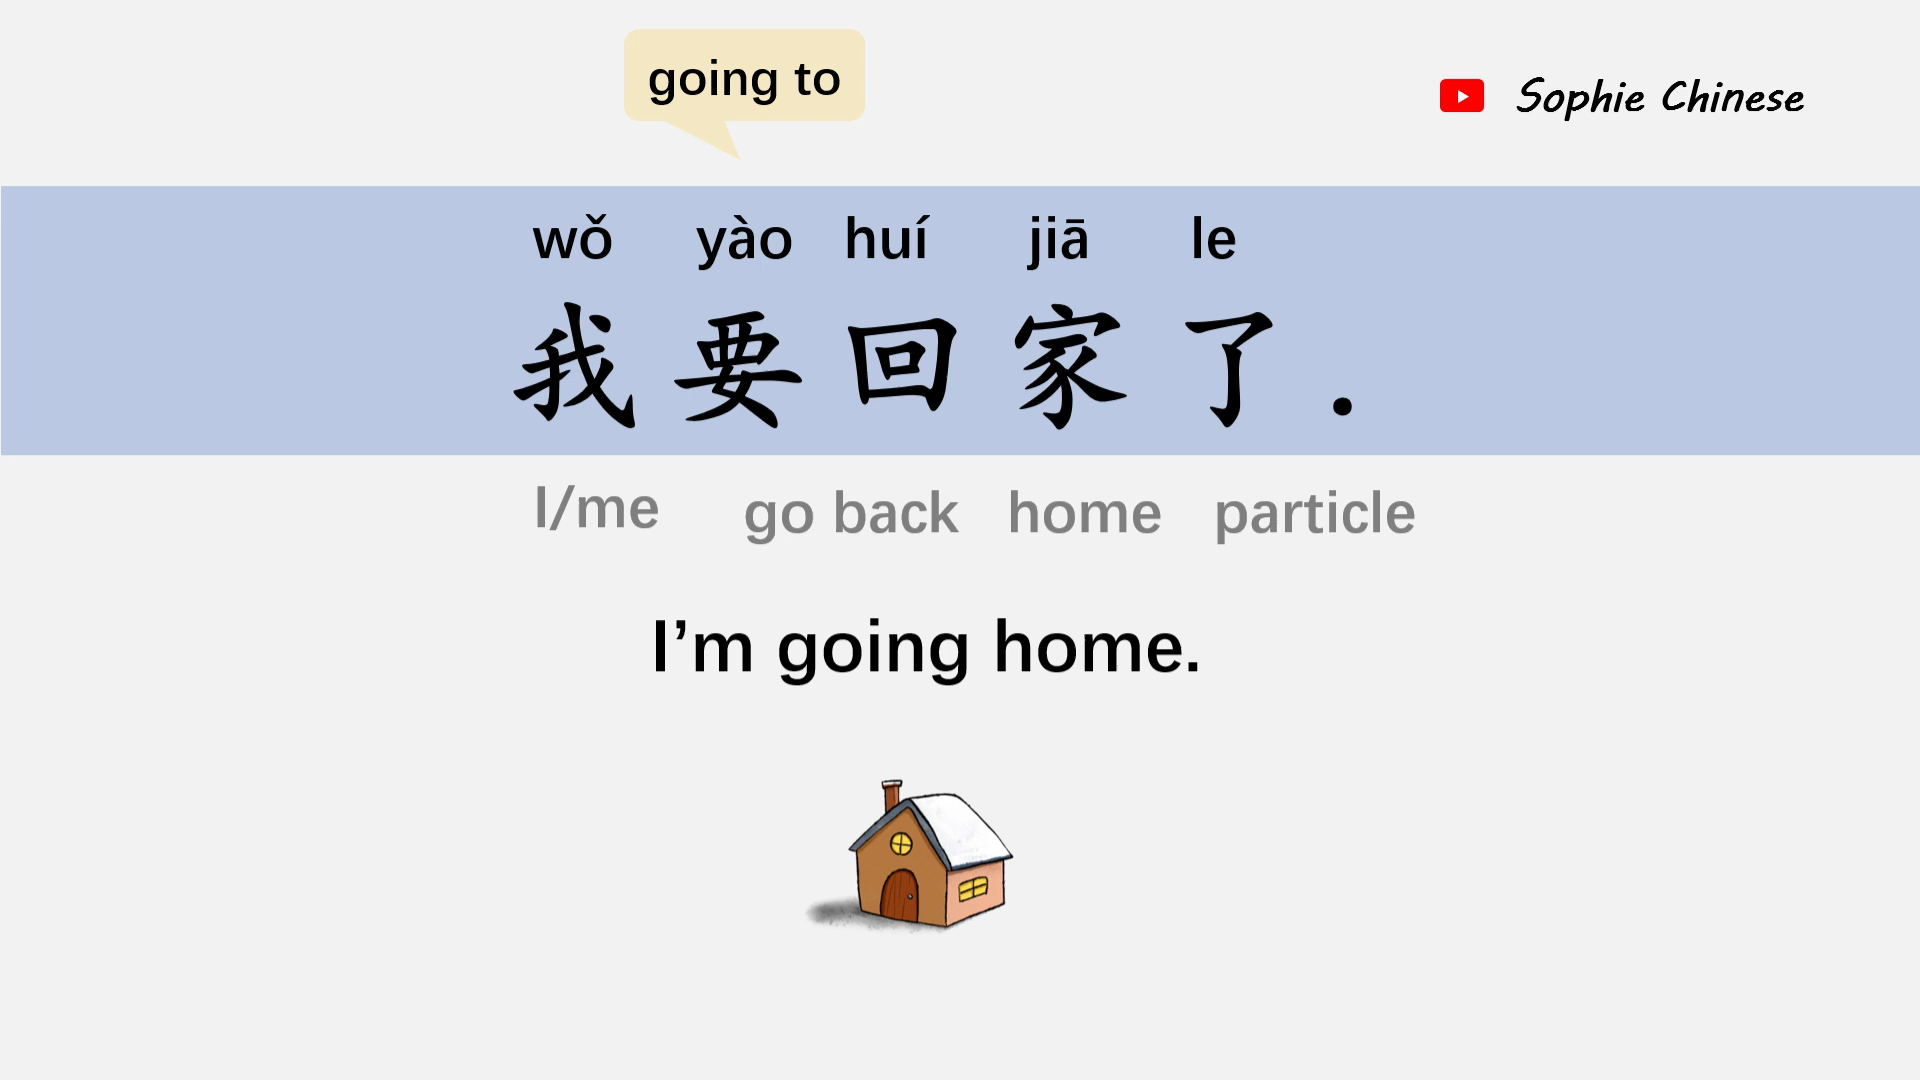 going to
Sophie Chinese
wǒ yào huí jiā le
我要回家了.
I/me go back home particle
I’m going home.